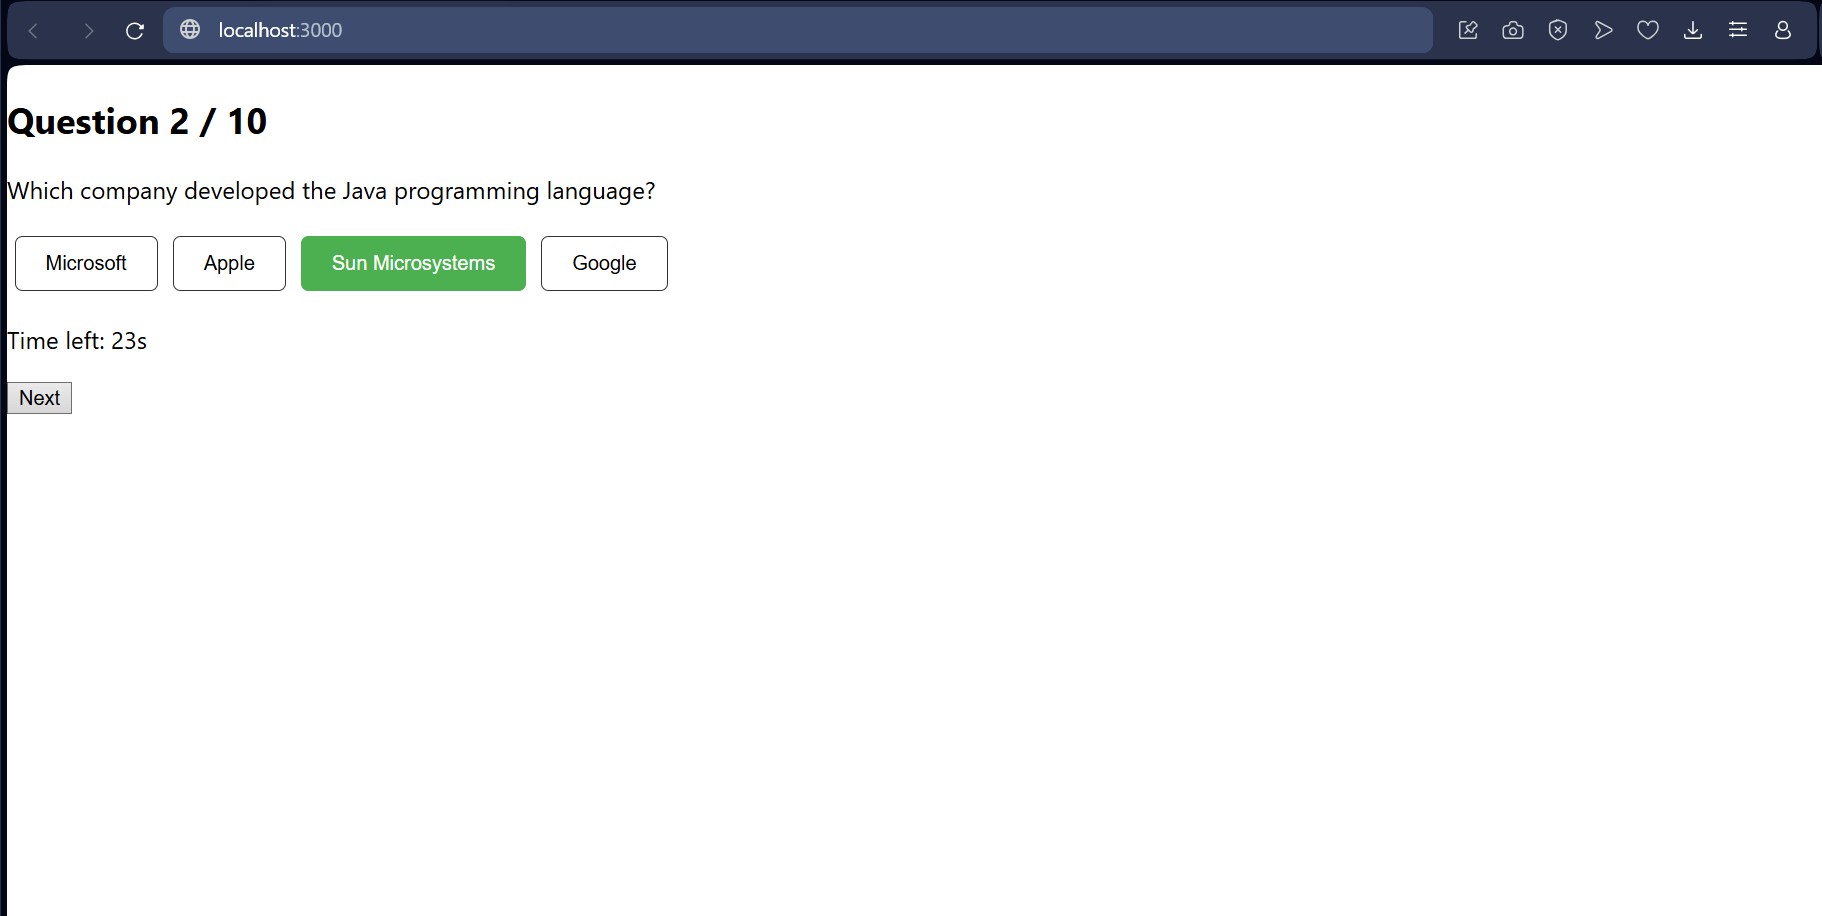 localhost:3000
Question 2 / 10
Which company developed the Java programming language?
Microsoft Apple Sun Microsystems Google
Time left: 23s
Next